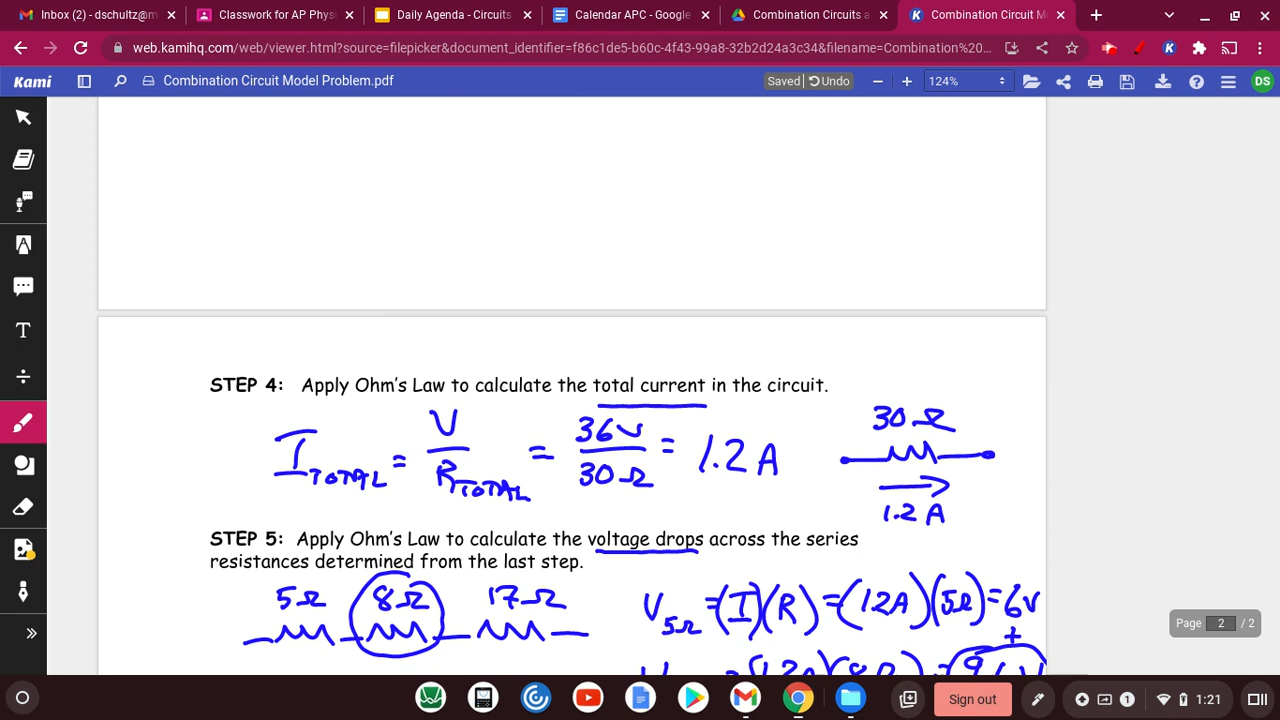 Inbox (2) - dschultz@m
Classwork for AP Physi
Daily Agenda - Circuits
Calendar APC - Google
Combination Circuits a
Combination Circuit M
web.kamihq.com/web/viewer.html?source=filepicker&document_identifier=f86c1de5-b60c-4f43-99a8-32b2d24a3c34&filename=Combination%20...
Kami
Combination Circuit Model Problem.pdf
Saved Undo
124%
DS
STEP 4: Apply Ohm's Law to calculate the total current in the circuit.
I TOTAL = V / R TOTAL = 36V / 30Ω = 1.2 A
30Ω
1.2 A
STEP 5: Apply Ohm's Law to calculate the voltage drops across the series
resistances determined from the last step.
5Ω 8Ω 17Ω
V 5Ω = (I)(R) = (1.2A)(5Ω) = 6V
+
Page 2 / 2
Sign out
1
1:21